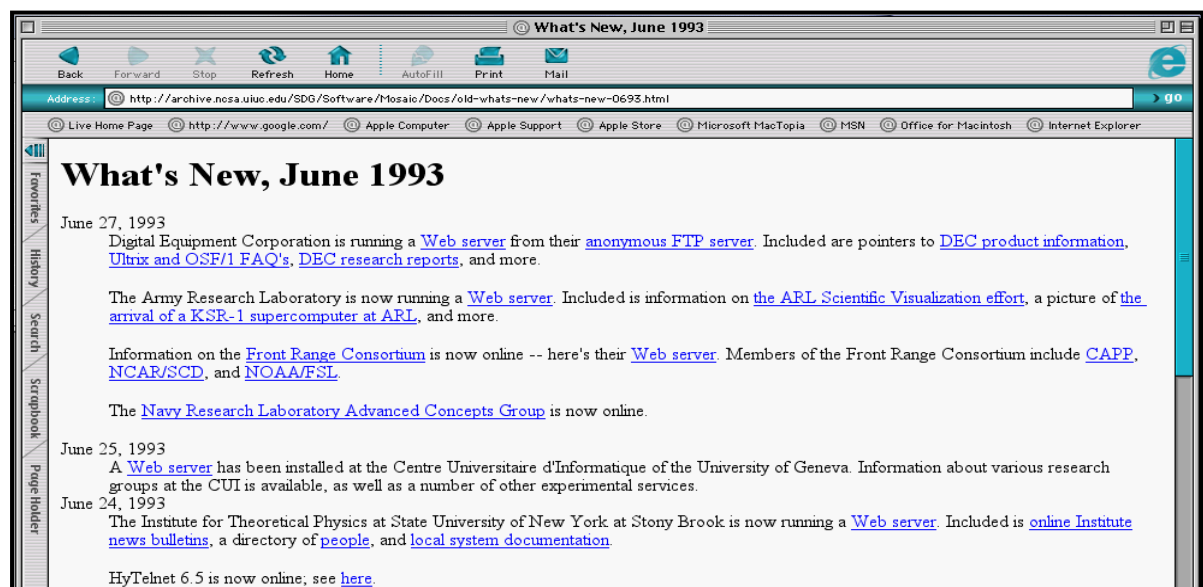 What's New, June 1993
Back
Forward
Stop
Refresh
Home
AutoFill
Print
Mail
Address:
http://archive.ncsa.uiuc.edu/SDG/Software/Mosaic/Docs/old-whats-new/whats-new-0693.html
go
Live Home Page
http://www.google.com/
Apple Computer
Apple Support
Apple Store
Microsoft MacTopia
MSN
Office for Macintosh
Internet Explorer
Favorites
History
Search
Scrapbook
Page Holder
What's New, June 1993
June 27, 1993
Digital Equipment Corporation is running a Web server from their anonymous FTP server. Included are pointers to DEC product information,
Ultrix and OSF/1 FAQ's, DEC research reports, and more.
The Army Research Laboratory is now running a Web server. Included is information on the ARL Scientific Visualization effort, a picture of the
arrival of a KSR-1 supercomputer at ARL, and more.
Information on the Front Range Consortium is now online -- here's their Web server. Members of the Front Range Consortium include CAPP,
NCAR/SCD, and NOAA/FSL.
The Navy Research Laboratory Advanced Concepts Group is now online.
June 25, 1993
A Web server has been installed at the Centre Universitaire d'Informatique of the University of Geneva. Information about various research
groups at the CUI is available, as well as a number of other experimental services.
June 24, 1993
The Institute for Theoretical Physics at State University of New York at Stony Brook is now running a Web server. Included is online Institute
news bulletins, a directory of people, and local system documentation.
HyTelnet 6.5 is now online; see here.